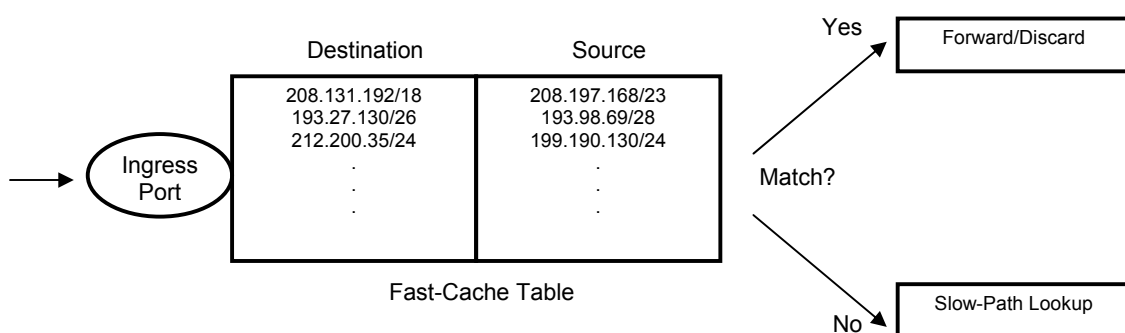 Yes
Forward/Discard
Destination
Source
208.131.192/18
208.197.168/23
193.27.130/26
193.98.69/28
212.200.35/24
199.190.130/24
.
.
.
.
.
.
Ingress
Port
Match?
Fast-Cache Table
Slow-Path Lookup
No